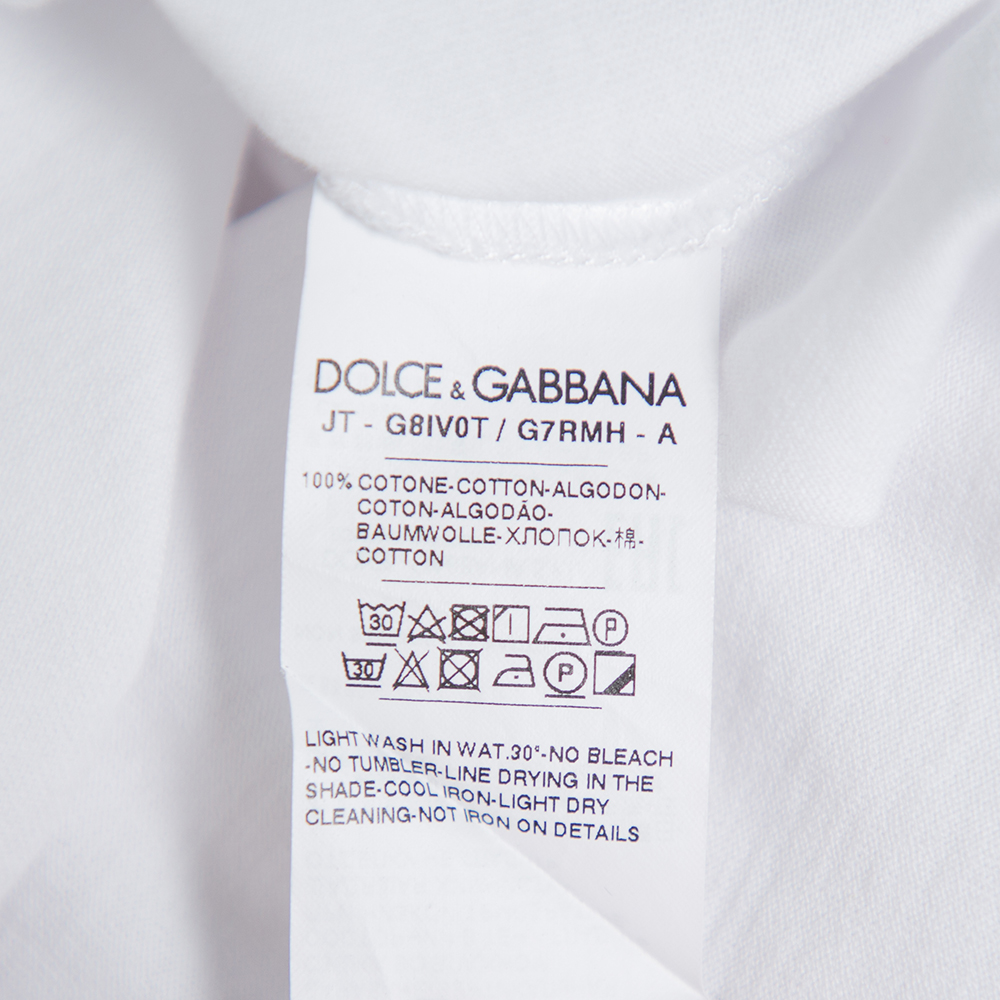 DOLCE & GABBANA
JT - G8IV0T / G7RMH - A
100% COTONE-COTTON-ALGODON-
COTON-ALGODÃO-
BAUMWOLLE-ХЛОПОК-棉-
COTTON
30 P
30 P
LIGHT WASH IN WAT.30°-NO BLEACH
-NO TUMBLER-LINE DRYING IN THE
SHADE-COOL IRON-LIGHT DRY
CLEANING-NOT IRON ON DETAILS